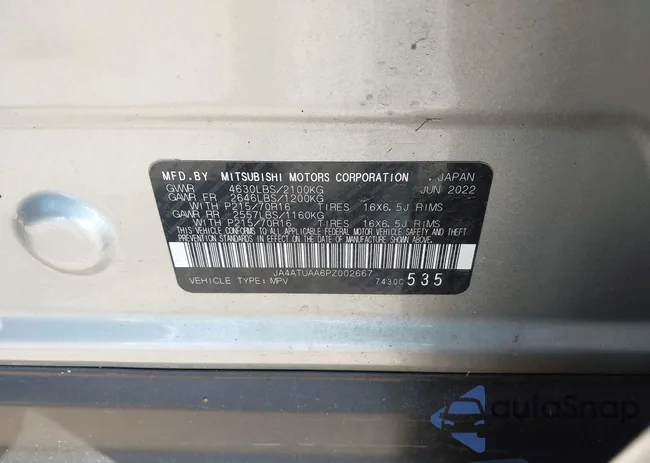 MFD.BY MITSUBISHI MOTORS CORPORATION , JAPAN
GVWR 4630LBS/2100KG JUN 2022
GAWR FR 2646LBS/1200KG
WITH P215/70R16 TIRES 16X6.5J RIMS
GAWR RR 2557LBS/1160KG
WITH P215/70R16 TIRES 16X6.5J RIMS
THIS VEHICLE CONFORMS TO ALL APPLICABLE FEDERAL MOTOR VEHICLE SAFETY AND THEFT
PREVENTION STANDARDS IN EFFECT ON THE DATE OF MANUFACTURE SHOWN ABOVE.
JA4ATUAA6PZ002667
VEHICLE TYPE: MPV 7430C 535
autoSnap